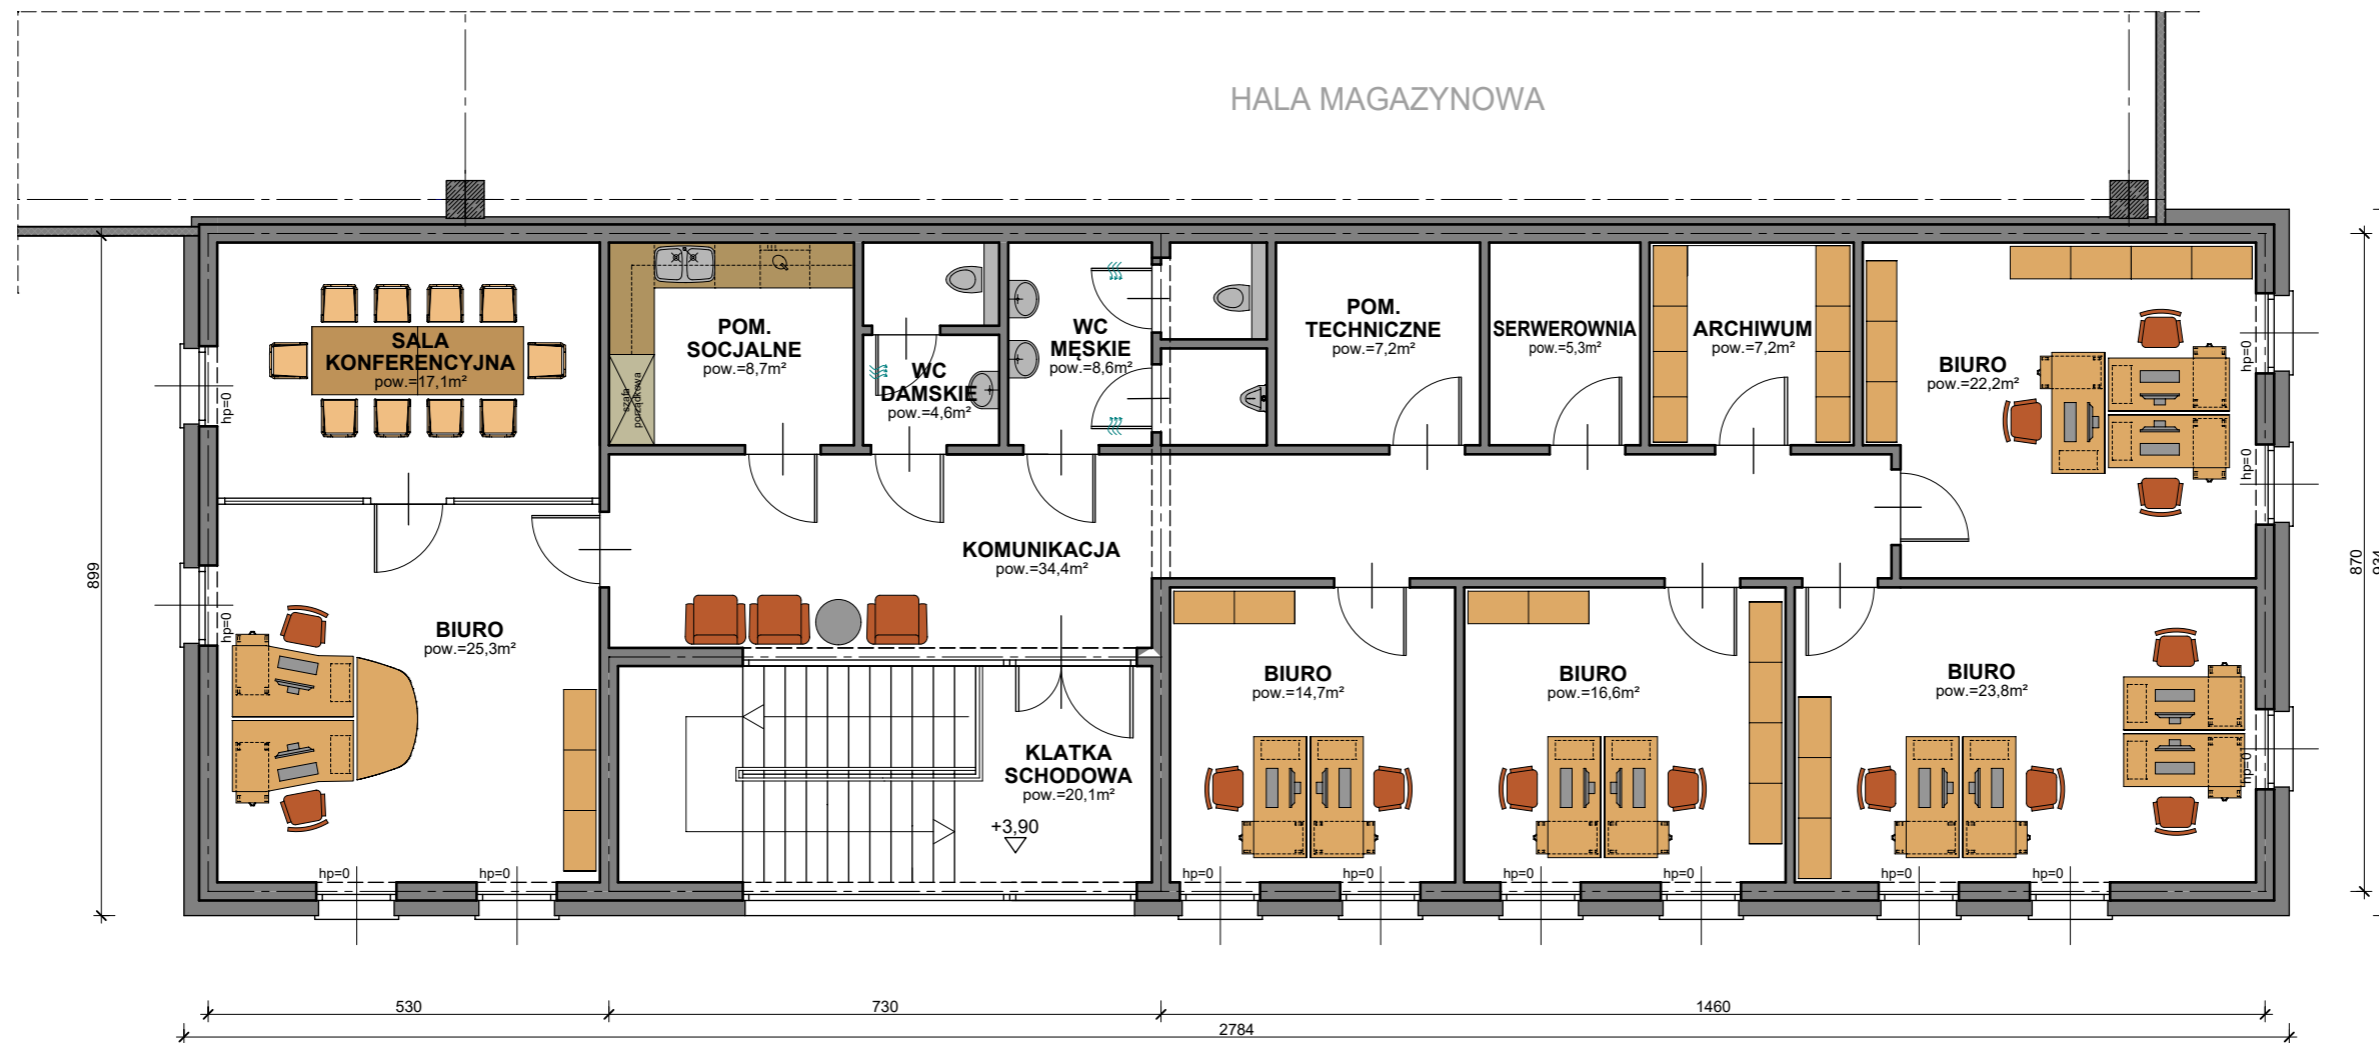 HALA MAGAZYNOWA
SALA
KONFERENCYJNA
pow.=17,1m²
POM.
SOCJALNE
pow.=8,7m²
szafa
porządkowa
WC
DAMSKIE
pow.=4,6m²
WC
MĘSKIE
pow.=8,6m²
POM.
TECHNICZNE
pow.=7,2m²
SERWEROWNIA
pow.=5,3m²
ARCHIWUM
pow.=7,2m²
BIURO
pow.=22,2m²
hp=0
hp=0
hp=0
hp=0
KOMUNIKACJA
pow.=34,4m²
BIURO
pow.=25,3m²
BIURO
pow.=14,7m²
BIURO
pow.=16,6m²
BIURO
pow.=23,8m²
hp=0
KLATKA
SCHODOWA
pow.=20,1m²
+3,90
hp=0
hp=0
hp=0
hp=0
hp=0
hp=0
hp=0
hp=0
899
870
934
530
730
1460
2784